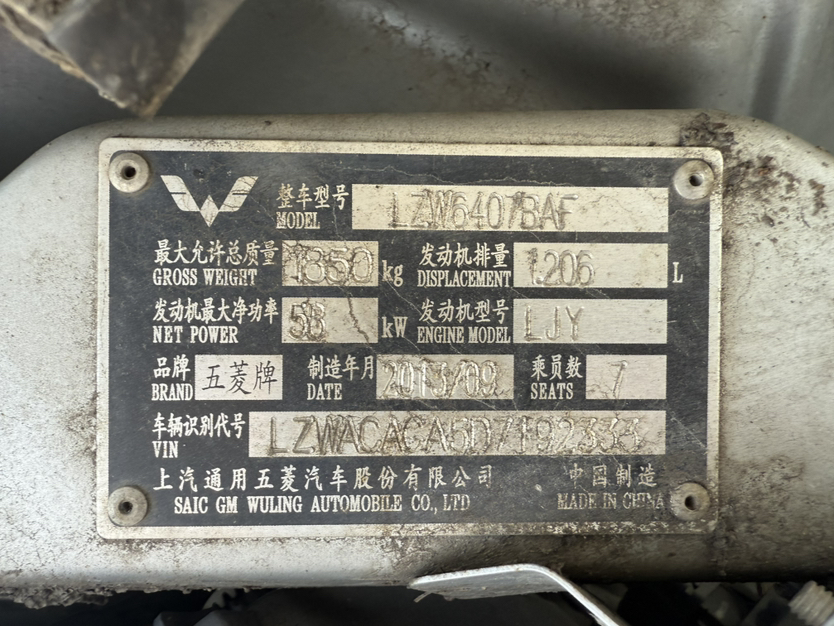 整车型号
MODEL LZW6407BAF
最大允许总质量 发动机排量
GROSS WEIGHT 1850 kg DISPLACEMENT 1.206 L
发动机最大净功率 发动机型号
NET POWER 58 kW ENGINE MODEL LJY
品牌 制造年月 乘员数
BRAND 五菱牌 DATE 2013/09 SEATS 7
车辆识别代号
VIN LZWACACA5D7192333
上汽通用五菱汽车股份有限公司 中国制造
SAIC GM WULING AUTOMOBILE CO., LTD MADE IN CHINA